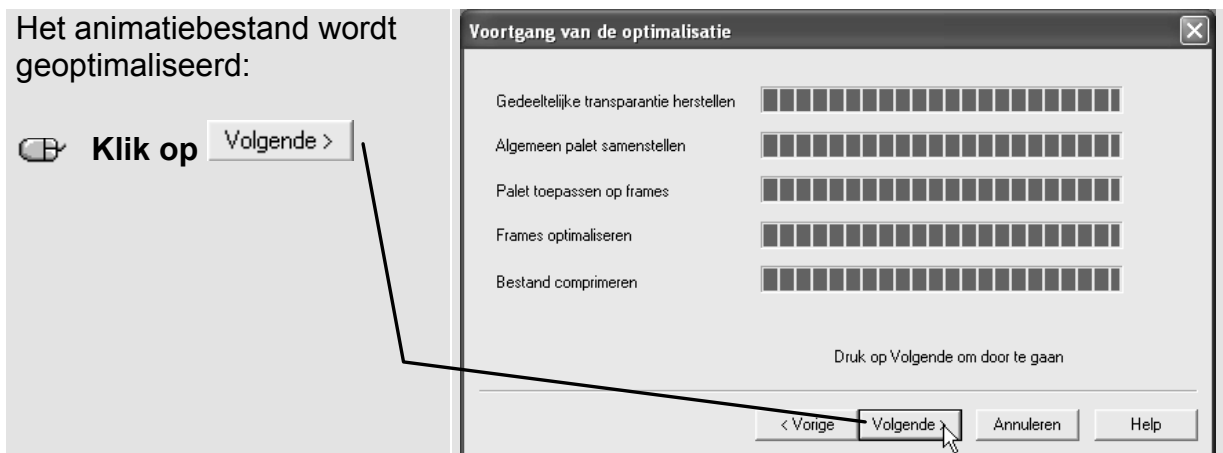 Het animatiebestand wordt
geoptimaliseerd:
Klik op Volgende >
Voortgang van de optimalisatie
Gedeeltelijke transparantie herstellen
Algemeen palet samenstellen
Palet toepassen op frames
Frames optimaliseren
Bestand comprimeren
Druk op Volgende om door te gaan
< Vorige Volgende > Annuleren Help